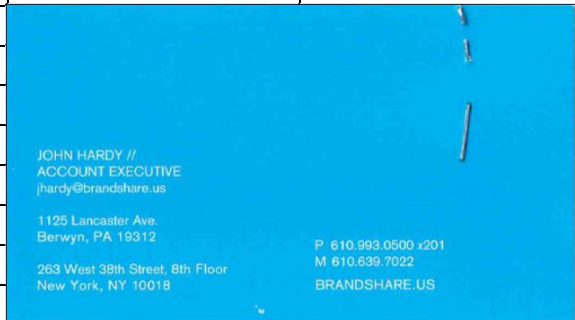 JOHN HARDY //
ACCOUNT EXECUTIVE
jhardy@brandshare.us
1125 Lancaster Ave.
Berwyn, PA 19312
263 West 38th Street, 8th Floor
New York, NY 10018
P 610.993.0500 x201
M 610.639.7022
BRANDSHARE.US